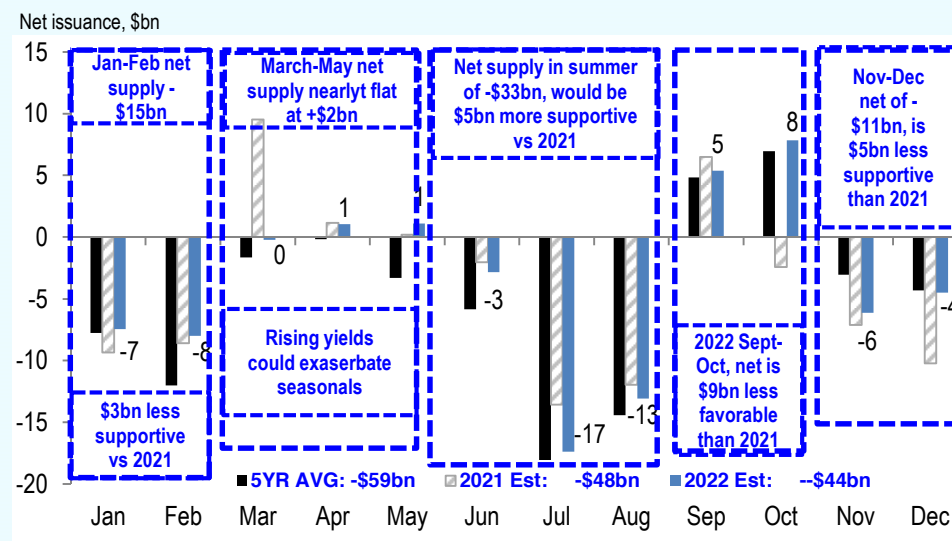 Net issuance, $bn
15
10
5
0
-5
-10
-15
-20
Jan-Feb net
supply -
$15bn
March-May net
supply nearlyt flat
at +$2bn
Net supply in summer
of -$33bn, would be
$5bn more supportive
vs 2021
Nov-Dec
net of -
$11bn, is
$5bn less
supportive
than 2021
-7
-8
0
1
1
-3
-17
-13
5
8
-6
-4
Rising yields
could exaserbate
seasonals
$3bn less
supportive
vs 2021
2022 Sept-
Oct, net is
$9bn less
favorable
than 2021
5YR AVG: -$59bn
2021 Est: -$48bn
2022 Est: --$44bn
Jan
Feb
Mar
Apr
May
Jun
Jul
Aug
Sep
Oct
Nov
Dec